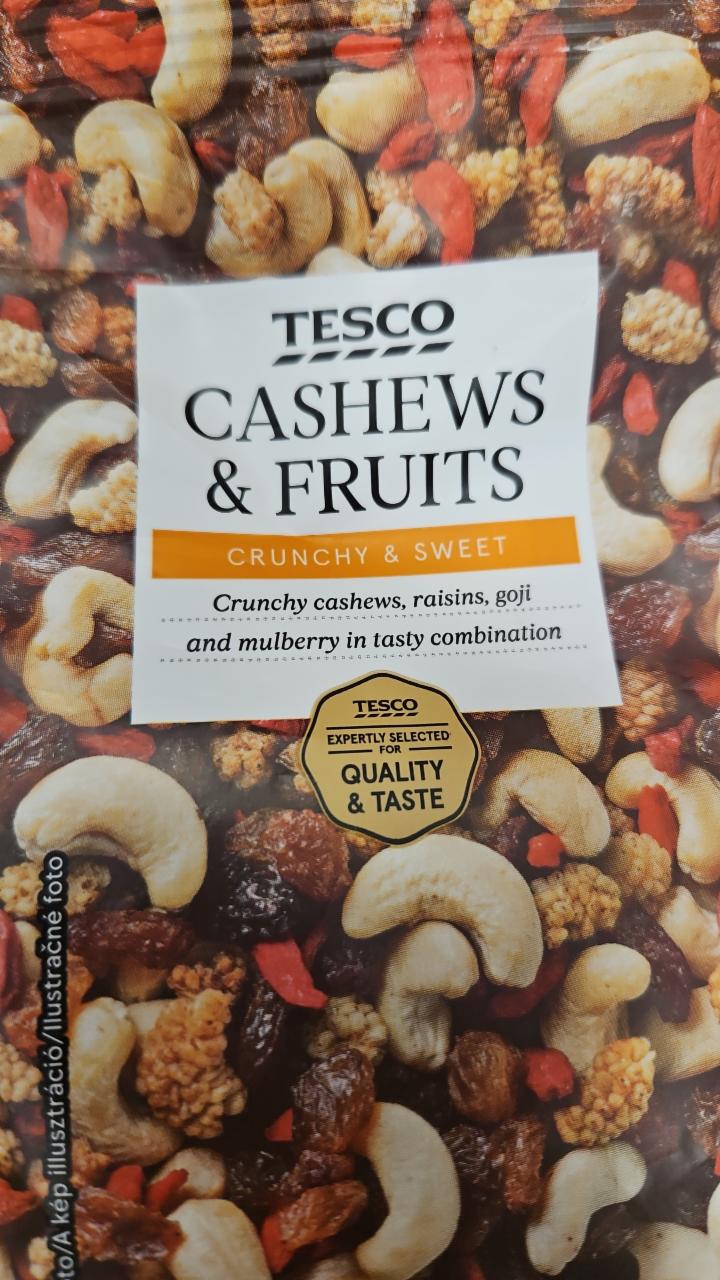 TESCO
CASHEWS
& FRUITS
CRUNCHY & SWEET
Crunchy cashews, raisins, goji
and mulberry in tasty combination
TESCO
EXPERTLY SELECTED
FOR
QUALITY
& TASTE
to/A kép illusztráció/Ilustračné foto